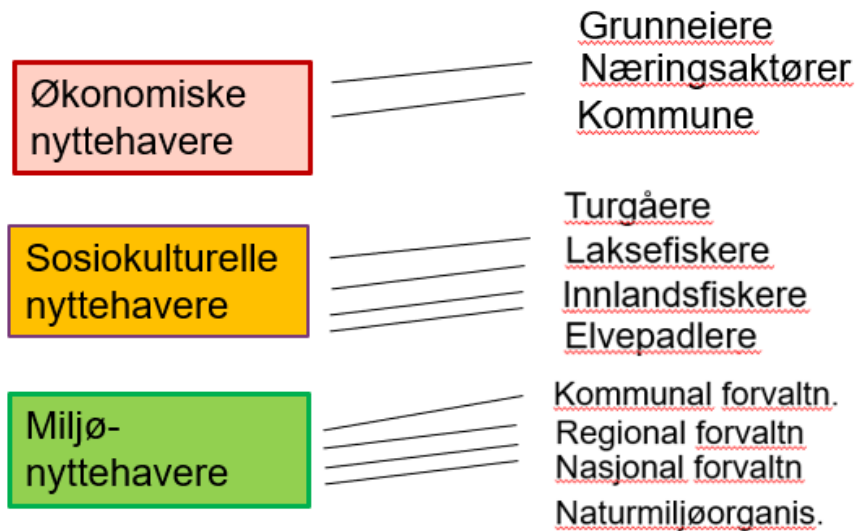 Økonomiske
nyttehavere
Grunneiere
Næringsaktører
Kommune
Sosiokulturelle
nyttehavere
Turgåere
Laksefiskere
Innlandsfiskere
Elvepadlere
Miljø-
nyttehavere
Kommunal forvaltn.
Regional forvaltn
Nasjonal forvaltn
Naturmiljøorganis.